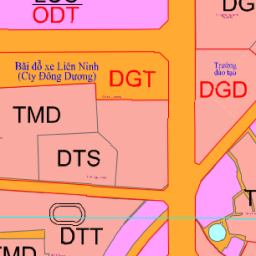 ODT
DG
Bãi đỗ xe Liên Ninh
(Cty Đông Dương)
DGT
Trường
đào tạo
DGD
TMD
DTS
DTT
TMD